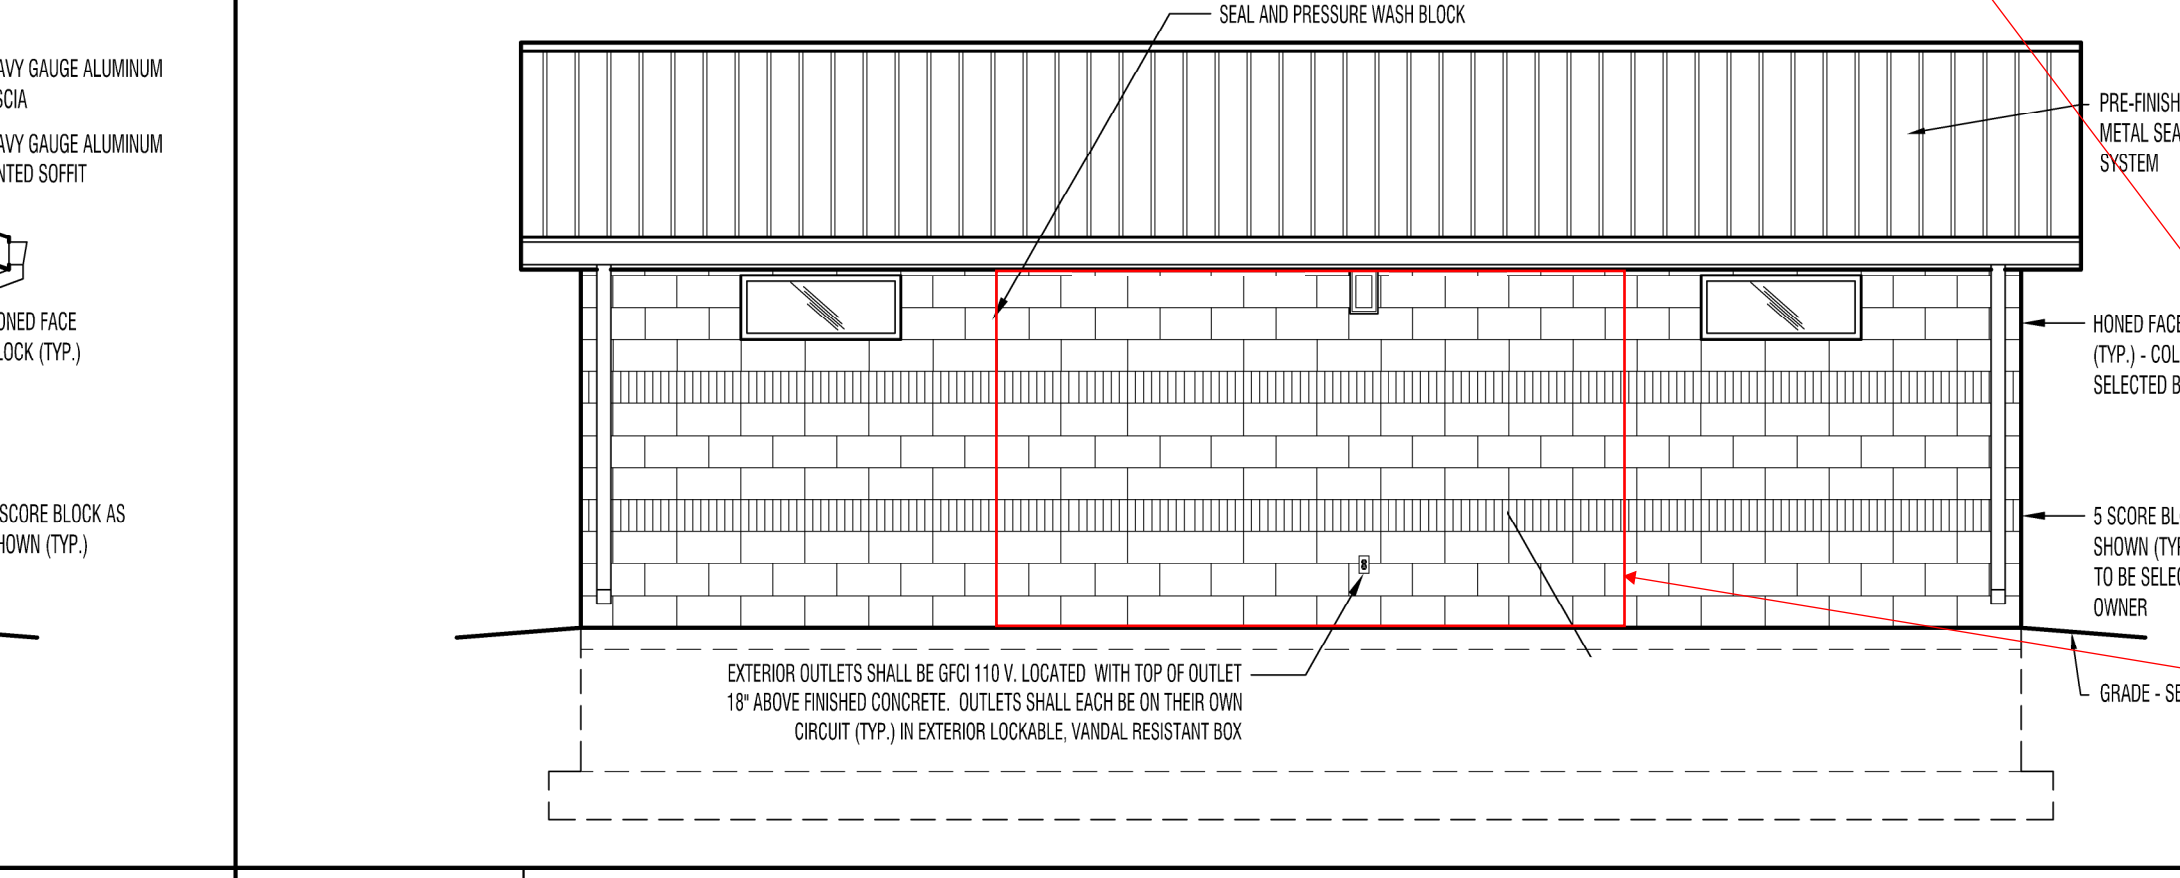 SEAL AND PRESSURE WASH BLOCK
AVY GAUGE ALUMINUM
SCIA
AVY GAUGE ALUMINUM
NTED SOFFIT
ONED FACE
LOCK (TYP.)
SCORE BLOCK AS
HOWN (TYP.)
PRE-FINISH
METAL SEA
SYSTEM
HONED FACE
(TYP.) - COL
SELECTED B
5 SCORE BL
SHOWN (TYP
TO BE SELEC
OWNER
GRADE - SE
EXTERIOR OUTLETS SHALL BE GFCI 110 V. LOCATED WITH TOP OF OUTLET
18" ABOVE FINISHED CONCRETE. OUTLETS SHALL EACH BE ON THEIR OWN
CIRCUIT (TYP.) IN EXTERIOR LOCKABLE, VANDAL RESISTANT BOX